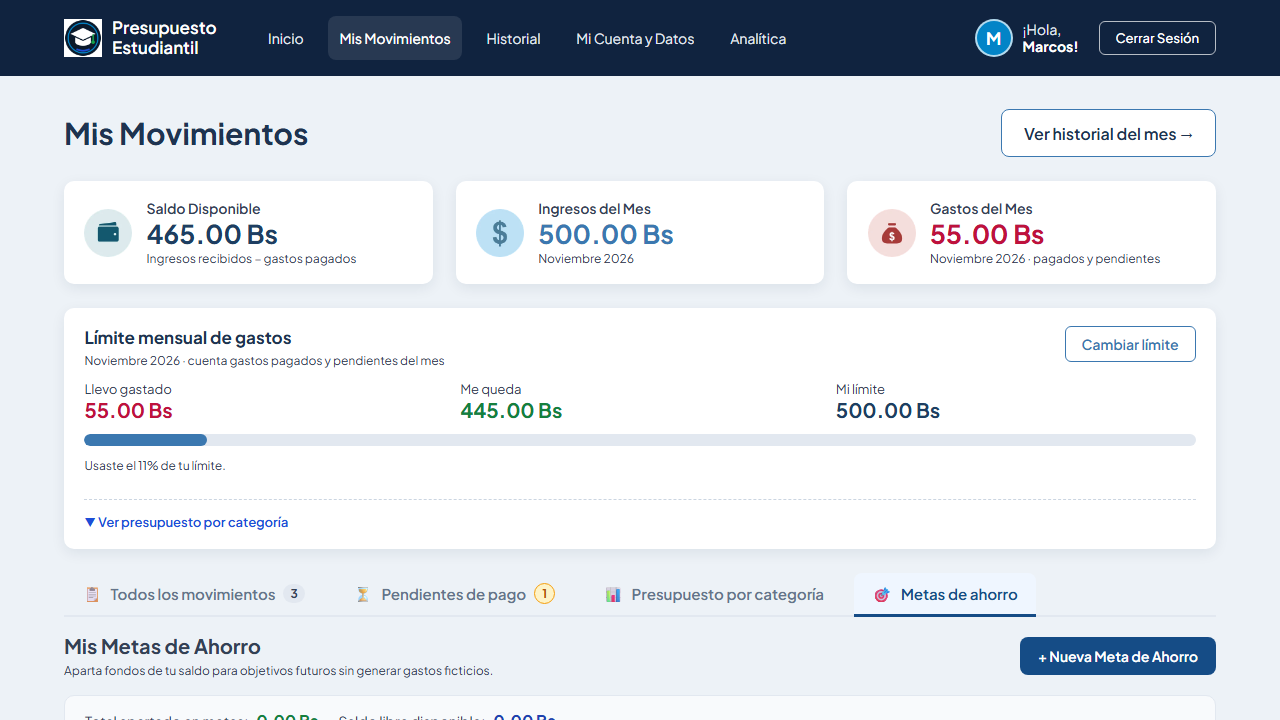 Presupuesto
Estudiantil
Inicio
Mis Movimientos
Historial
Mi Cuenta y Datos
Analítica
M
¡Hola,
Marcos!
Cerrar Sesión
Mis Movimientos
Ver historial del mes →
Saldo Disponible
465.00 Bs
Ingresos recibidos – gastos pagados
$
Ingresos del Mes
500.00 Bs
Noviembre 2026
$
Gastos del Mes
55.00 Bs
Noviembre 2026 · pagados y pendientes
Límite mensual de gastos
Noviembre 2026 · cuenta gastos pagados y pendientes del mes
Cambiar límite
Llevo gastado
55.00 Bs
Me queda
445.00 Bs
Mi límite
500.00 Bs
Usaste el 11% de tu límite.
▼ Ver presupuesto por categoría
Todos los movimientos 3
Pendientes de pago 1
Presupuesto por categoría
Metas de ahorro
Mis Metas de Ahorro
Aparta fondos de tu saldo para objetivos futuros sin generar gastos ficticios.
+ Nueva Meta de Ahorro